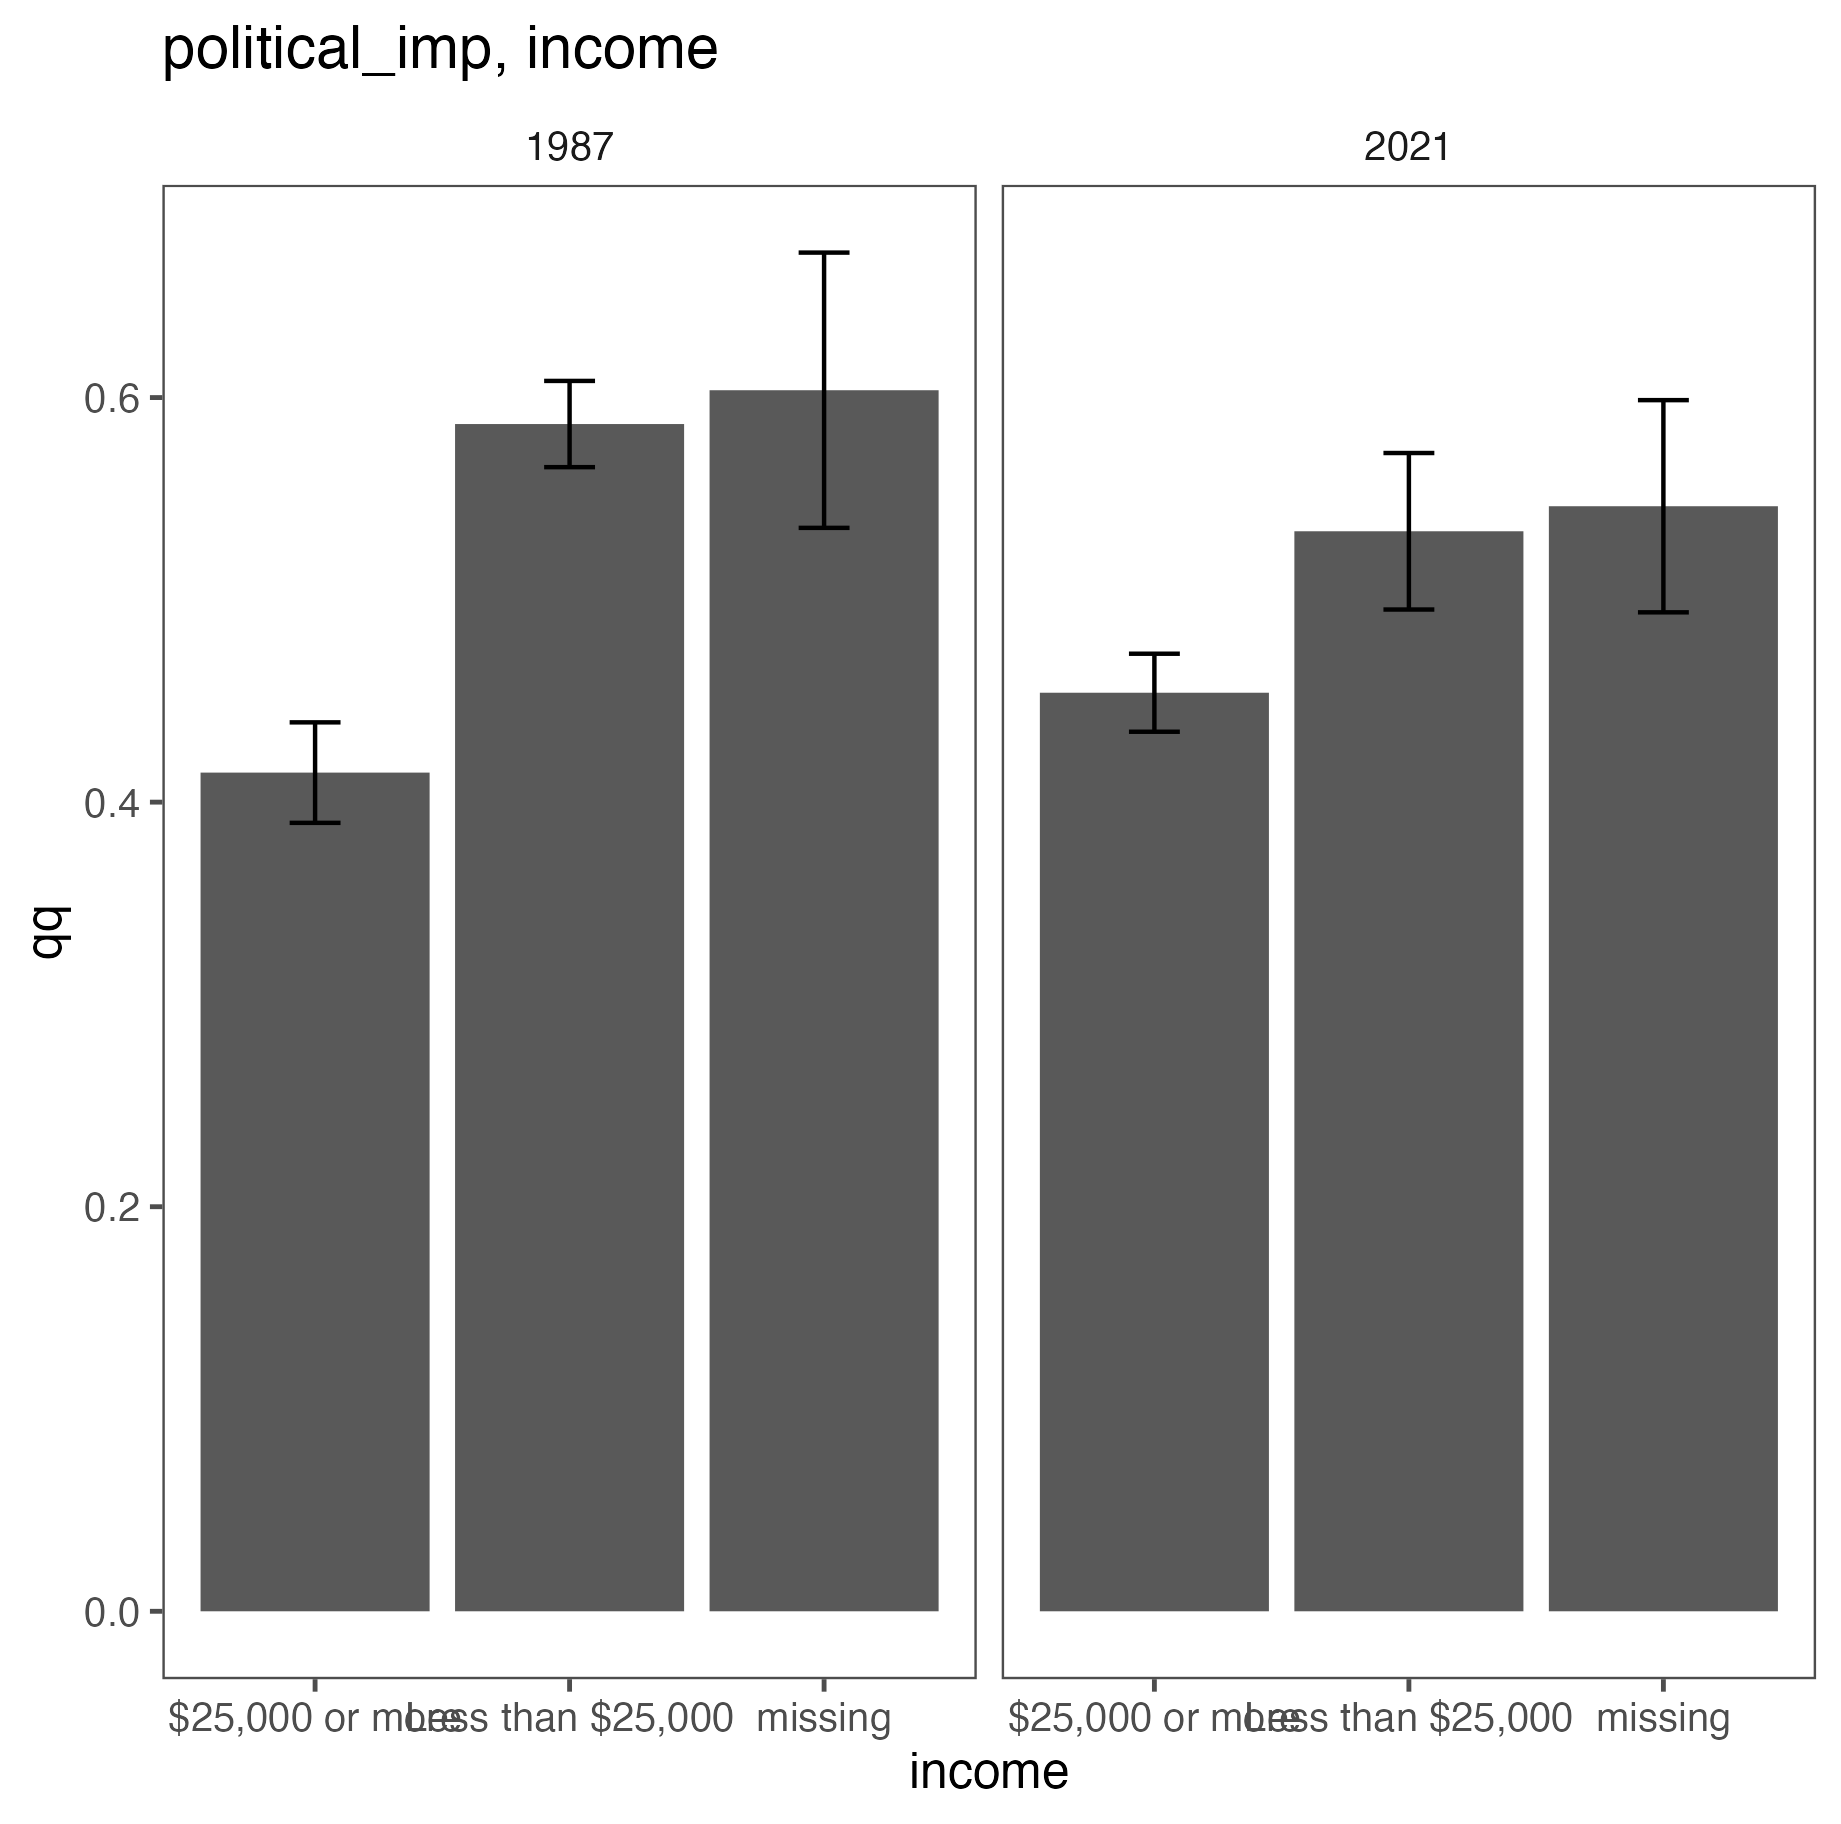 political_imp, income
1987 2021
0.6
0.4
0.2
0.0
qq
$25,000 or more Less than $25,000 missing $25,000 or more Less than $25,000 missing
income